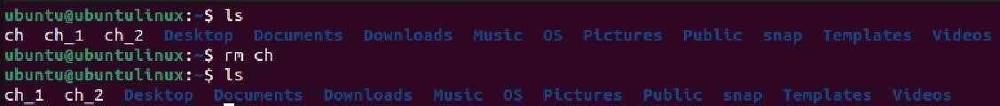 ubuntu@ubuntulinux:~$ ls
ch ch_1 ch_2 Desktop Documents Downloads Music OS Pictures Public snap Templates Videos
ubuntu@ubuntulinux:~$ rm ch
ubuntu@ubuntulinux:~$ ls
ch_1 ch_2 Desktop Documents Downloads Music OS Pictures Public snap Templates Videos